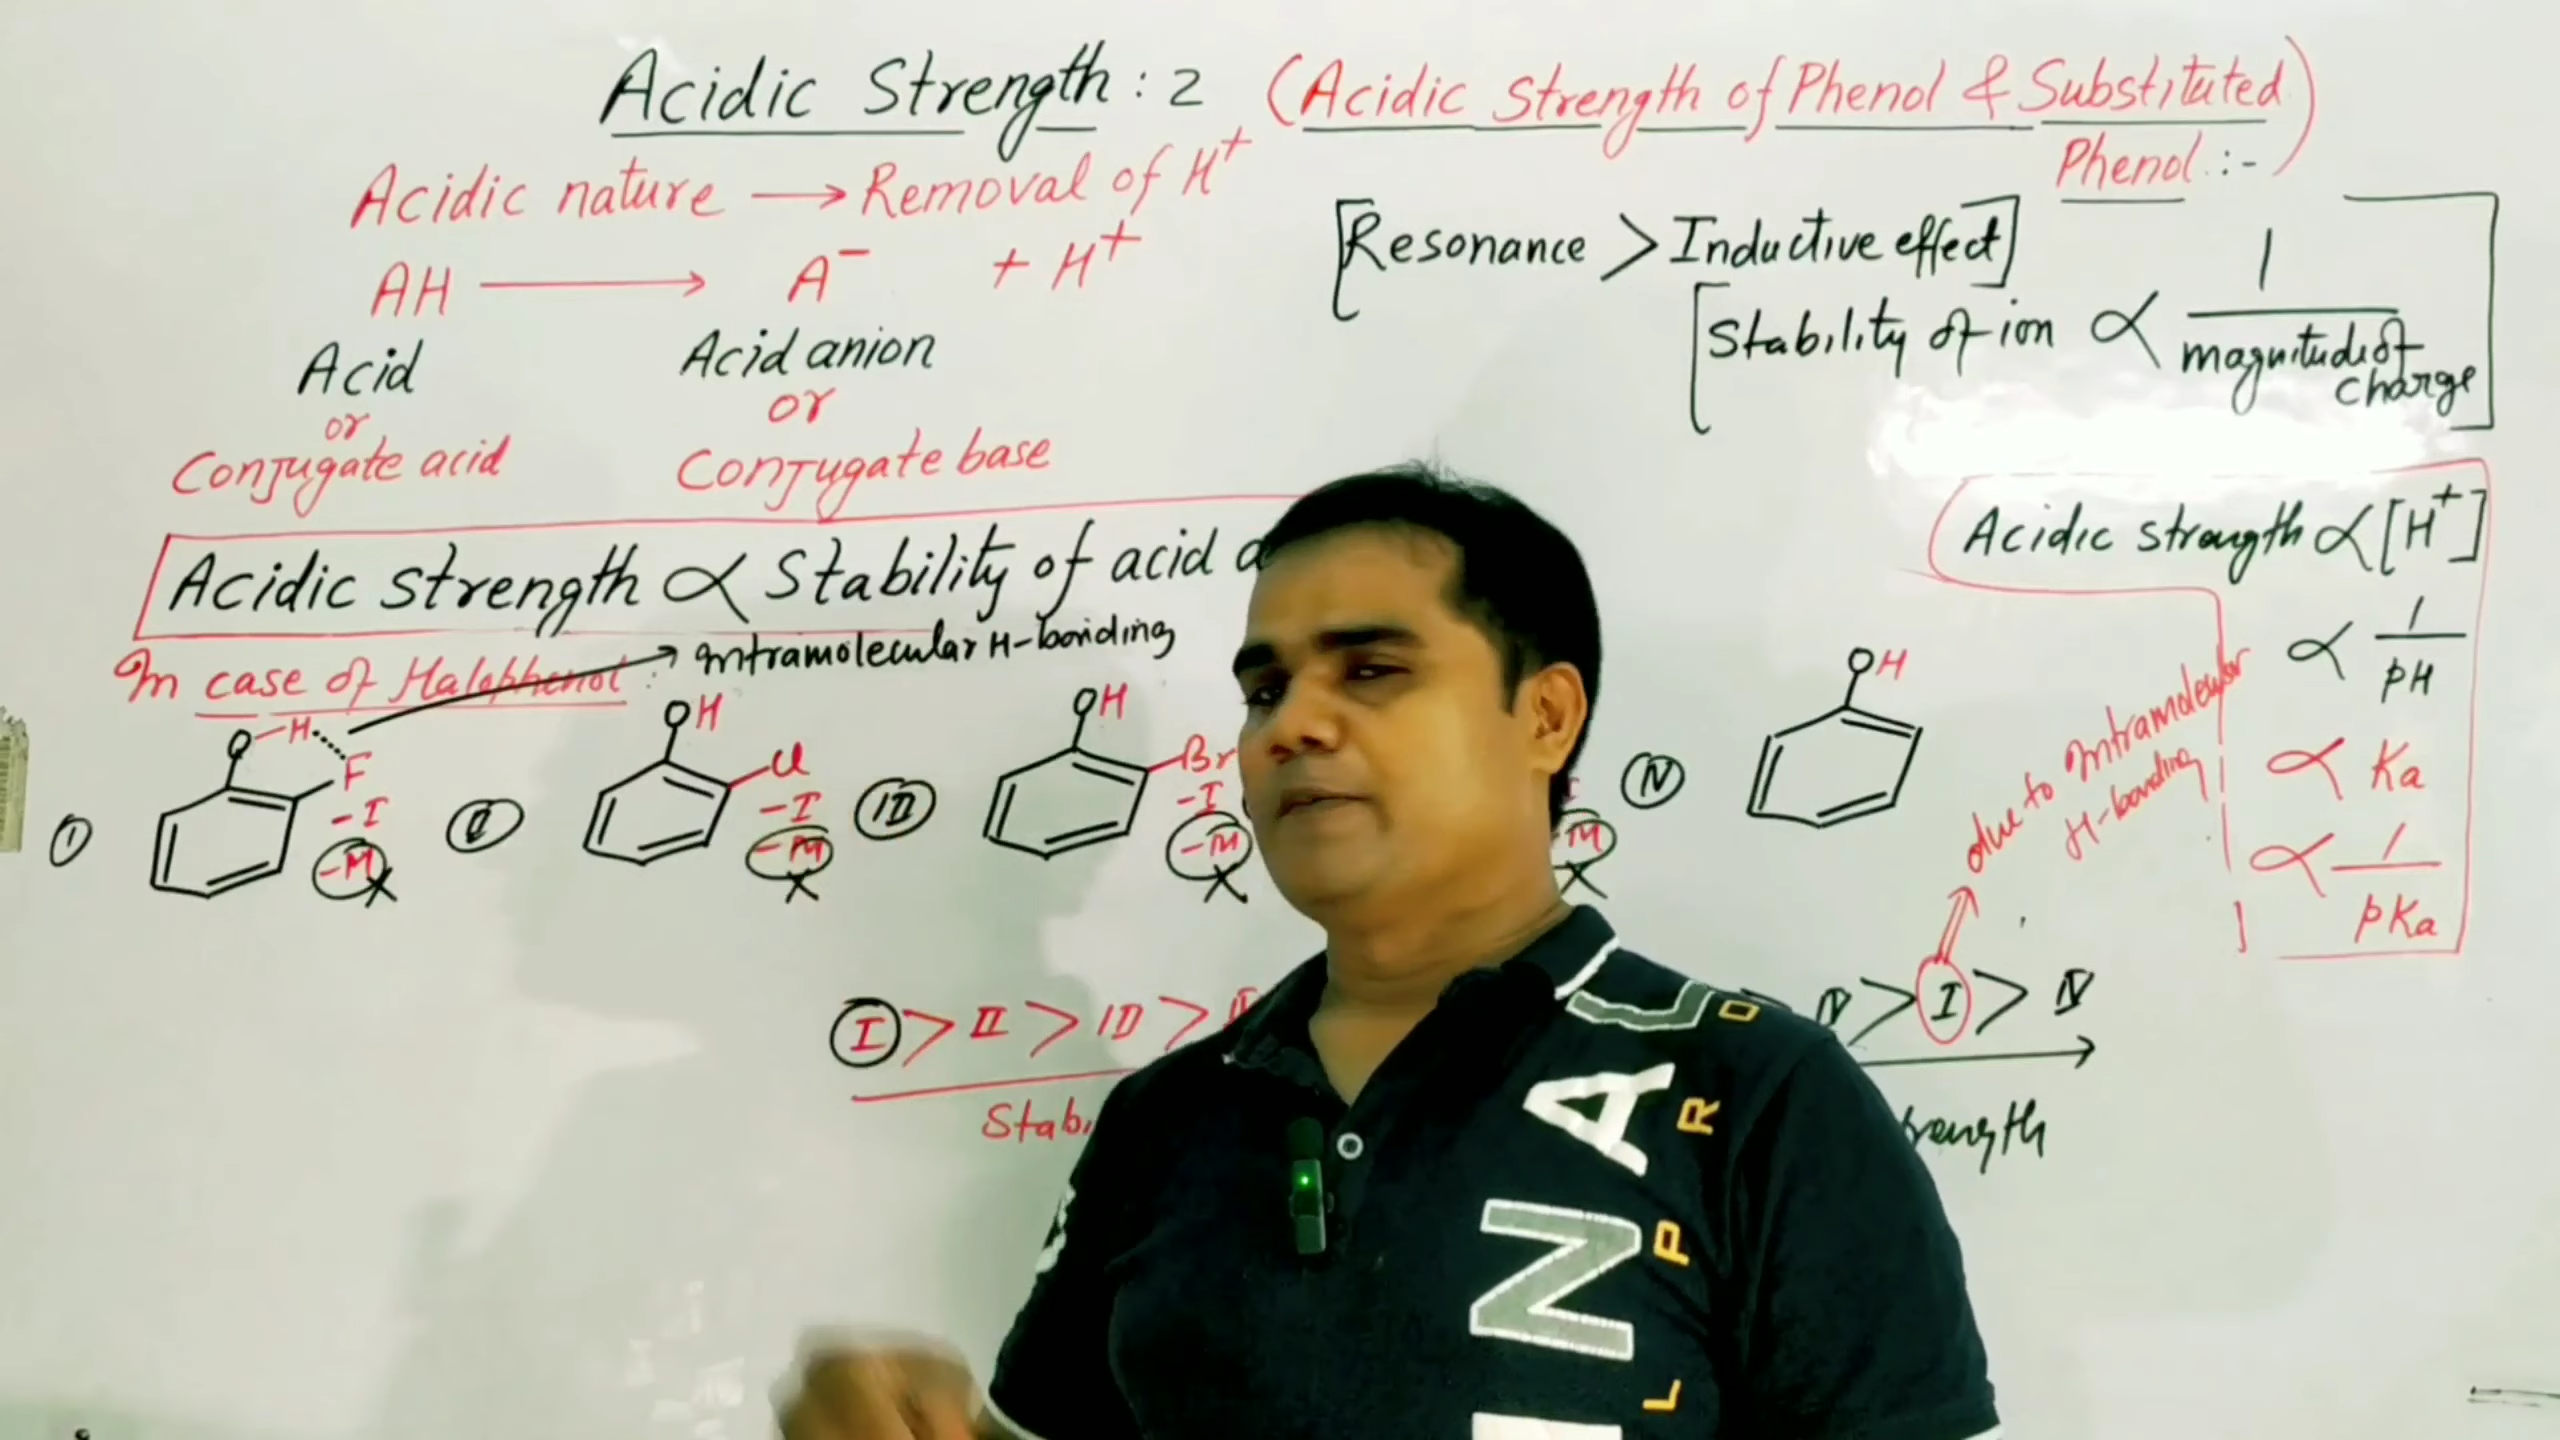 Acidic Strength : 2 (Acidic Strength of Phenol & Substituted
Phenol :-)
Acidic nature → Removal of H⁺
AH → A⁻ + H⁺
Acid
or
Conjugate acid
Acid anion
or
Conjugate base
[Resonance > Inductive effect]
[Stability of ion ∝ 1 / magnitude of charge]
Acidic strength ∝ Stability of acid a
Acidic strength ∝ [H⁺]
∝ 1 / pH
∝ Ka
∝ 1 / pKa
In case of Halophenol :
Intramolecular H-bonding
I
O-H
F
-I
-M
X
II
OH
Cl
-I
-M
X
III
OH
Br
-I
-M
X
M
X
IV
OH
due to Intramolecular
H-bonding
I > II > III >
Stabi
IV > I > IV
trength
L
A
N
O
R
P
L